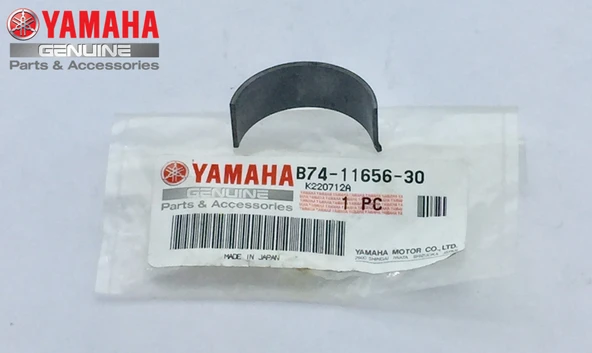 YAMAHA
GENUINE
Parts & Accessories
YAMAHA B74-11656-30
K220712A
GENUINE
Parts & Accessories
1 PC
MADE IN JAPAN
YAMAHA MOTOR CO., LTD.